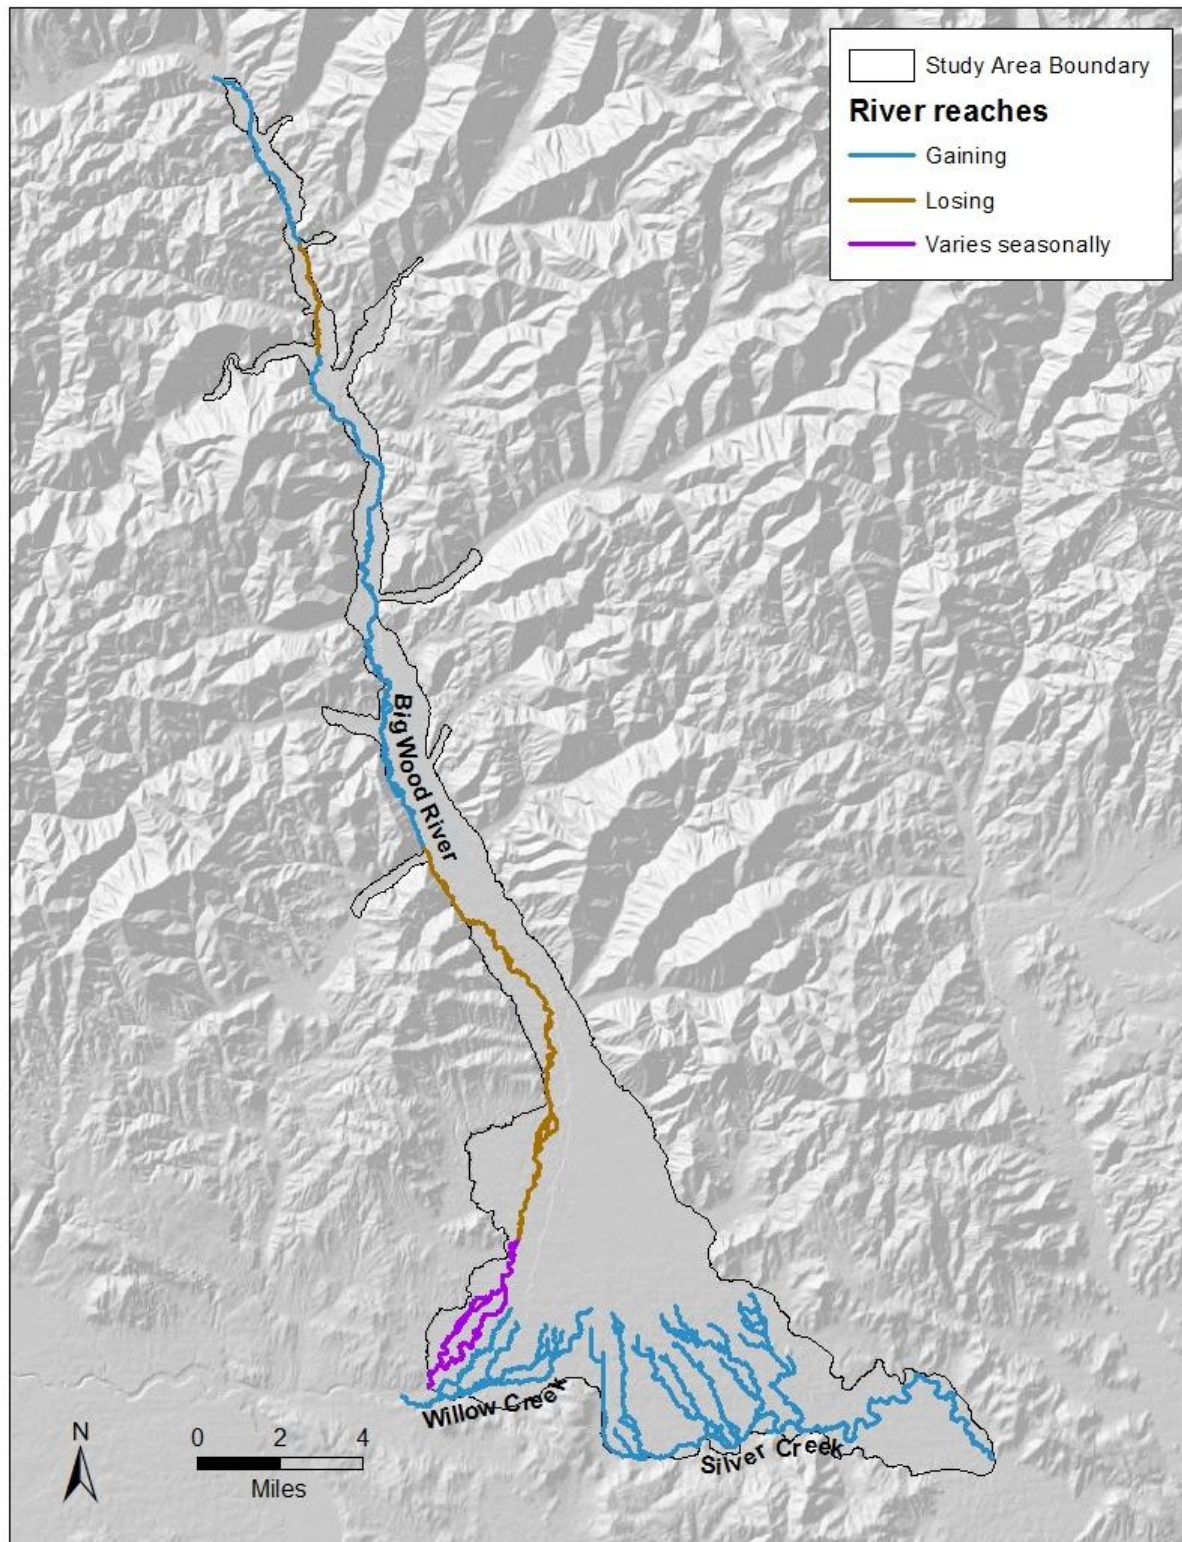 Study Area Boundary
River reaches
Gaining
Losing
Varies seasonally
Big Wood River
Willow Creek
Silver Creek
N
0 2 4
Miles